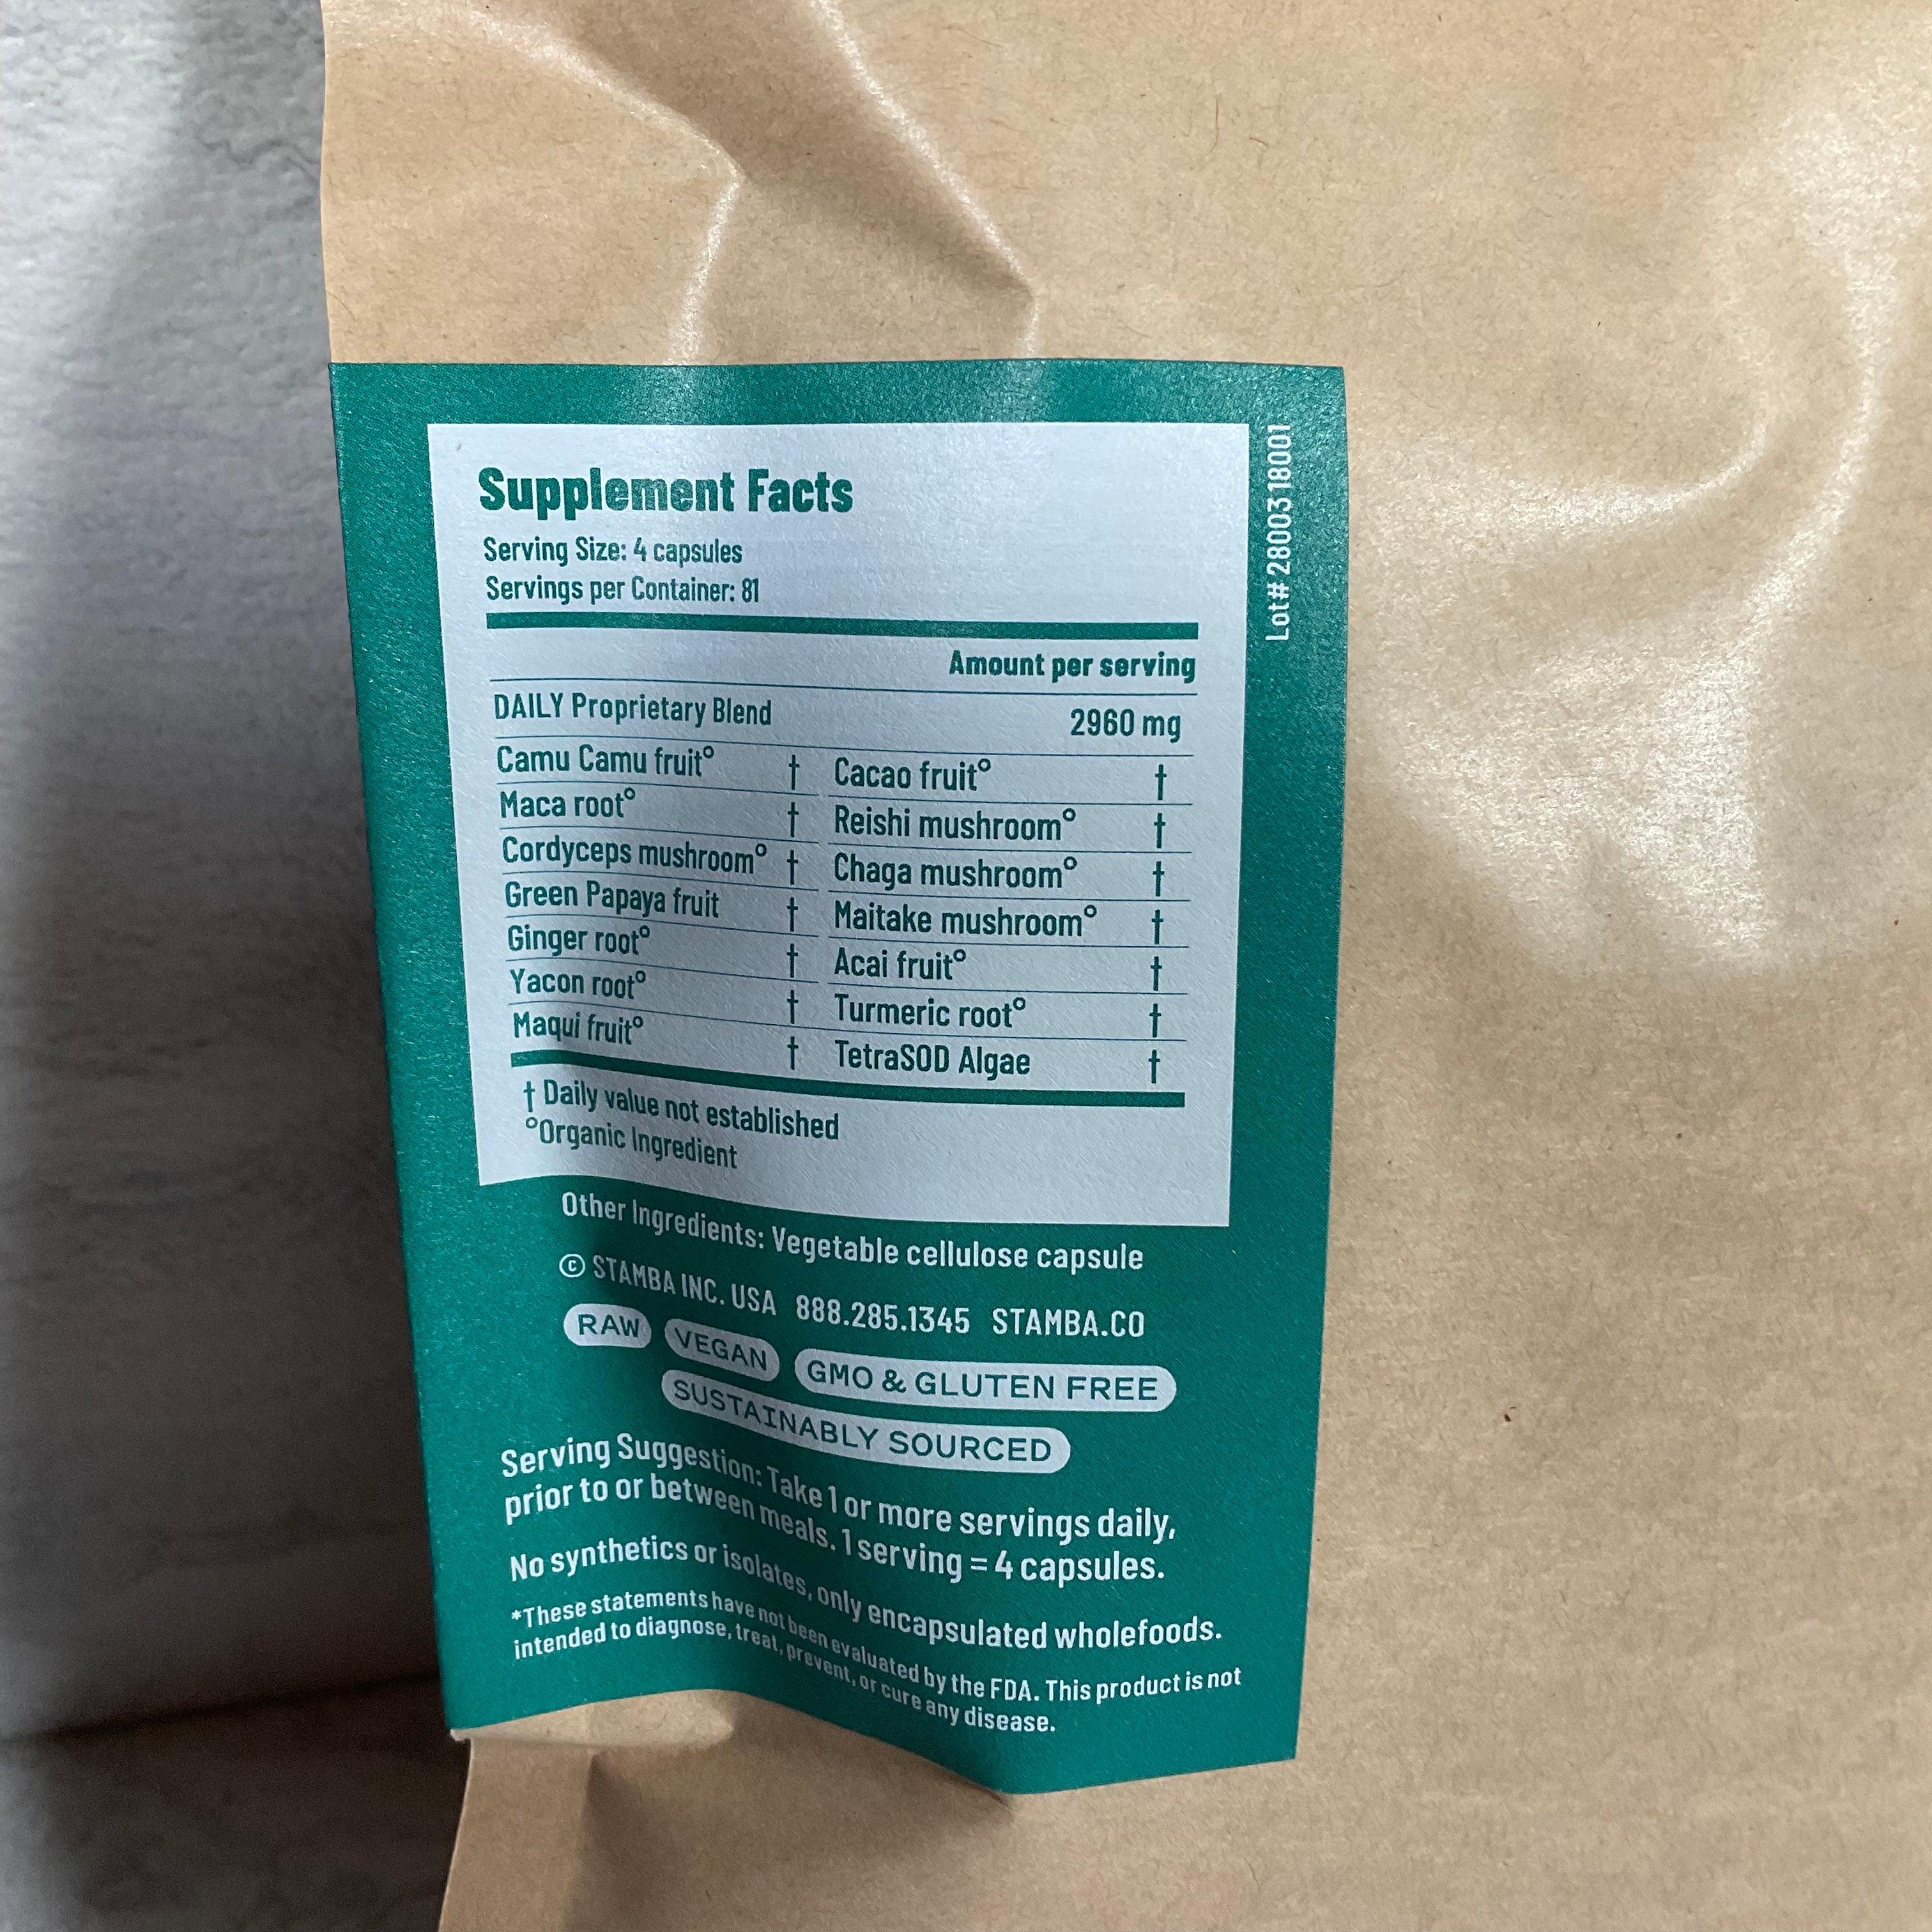 Supplement Facts
Serving Size: 4 capsules
Servings per Container: 81
Amount per serving
DAILY Proprietary Blend 2960 mg
Camu Camu fruit° † Cacao fruit° †
Maca root° † Reishi mushroom° †
Cordyceps mushroom° † Chaga mushroom° †
Green Papaya fruit † Maitake mushroom° †
Ginger root° † Acai fruit° †
Yacon root° † Turmeric root° †
Maqui fruit° † TetraSOD Algae †
† Daily value not established
°Organic Ingredient
Lot# 2800318001
Other Ingredients: Vegetable cellulose capsule
© STAMBA INC. USA 888.285.1345 STAMBA.CO
RAW VEGAN GMO & GLUTEN FREE
SUSTAINABLY SOURCED
Serving Suggestion: Take 1 or more servings daily,
prior to or between meals. 1 serving = 4 capsules.
No synthetics or isolates, only encapsulated wholefoods.
*These statements have not been evaluated by the FDA. This product is not
intended to diagnose, treat, prevent, or cure any disease.